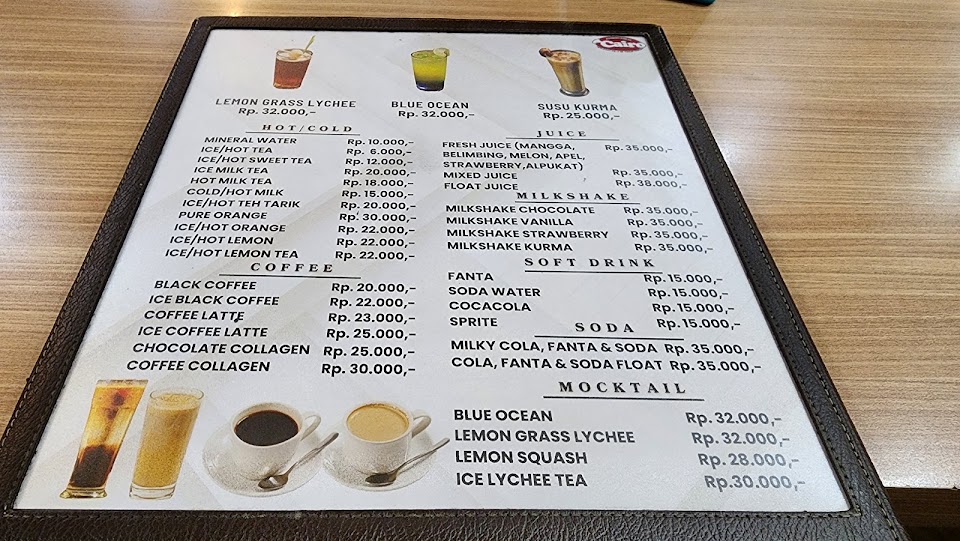 Cairo
LEMON GRASS LYCHEE
Rp. 32.000,-
BLUE OCEAN
Rp. 32.000,-
SUSU KURMA
Rp. 25.000,-
HOT/COLD
MINERAL WATER Rp. 10.000,-
ICE/HOT TEA Rp. 6.000,-
ICE/HOT SWEET TEA Rp. 12.000,-
ICE MILK TEA Rp. 20.000,-
HOT MILK TEA Rp. 18.000,-
COLD/HOT MILK Rp. 15.000,-
ICE/HOT TEH TARIK Rp. 20.000,-
PURE ORANGE Rp. 30.000,-
ICE/HOT ORANGE Rp. 22.000,-
ICE/HOT LEMON Rp. 22.000,-
ICE/HOT LEMON TEA Rp. 22.000,-
COFFEE
BLACK COFFEE Rp. 20.000,-
ICE BLACK COFFEE Rp. 22.000,-
COFFEE LATTE Rp. 23.000,-
ICE COFFEE LATTE Rp. 25.000,-
CHOCOLATE COLLAGEN Rp. 25.000,-
COFFEE COLLAGEN Rp. 30.000,-
JUICE
FRESH JUICE (MANGGA, Rp. 35.000,-
BELIMBING, MELON, APEL,
STRAWBERRY,ALPUKAT)
MIXED JUICE Rp. 35.000,-
FLOAT JUICE Rp. 38.000,-
MILKSHAKE
MILKSHAKE CHOCOLATE Rp. 35.000,-
MILKSHAKE VANILLA Rp. 35.000,-
MILKSHAKE STRAWBERRY Rp. 35.000,-
MILKSHAKE KURMA Rp. 35.000,-
SOFT DRINK
FANTA Rp. 15.000,-
SODA WATER Rp. 15.000,-
COCACOLA Rp. 15.000,-
SPRITE Rp. 15.000,-
SODA
MILKY COLA, FANTA & SODA Rp. 35.000,-
COLA, FANTA & SODA FLOAT Rp. 35.000,-
MOCKTAIL
BLUE OCEAN Rp. 32.000,-
LEMON GRASS LYCHEE Rp. 32.000,-
LEMON SQUASH Rp. 28.000,-
ICE LYCHEE TEA Rp.30.000,-